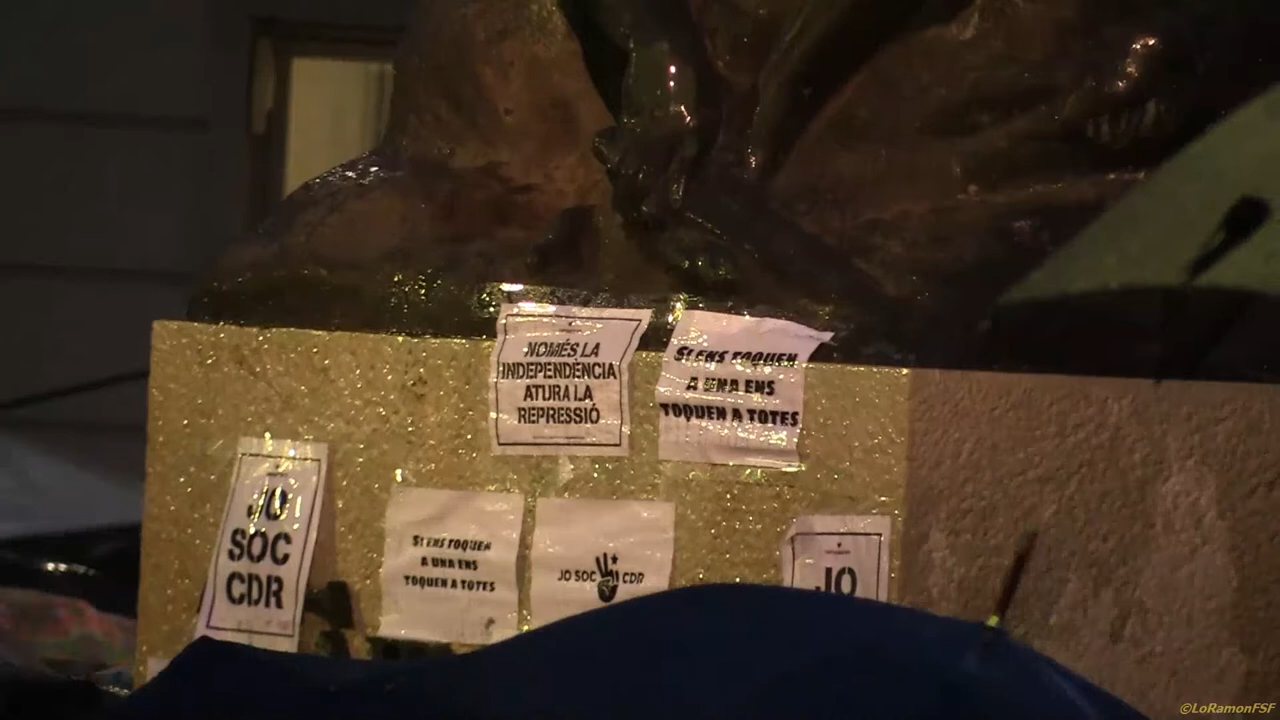 NOMÉS LA
INDEPENDÈNCIA
ATURA LA
REPRESSIÓ
SI ENS TOQUEN
A UNA ENS
TOQUEN A TOTES
JO
SOC
CDR
SI ENS TOQUEN
A UNA ENS
TOQUEN A TOTES
JO SOC CDR
JO
©LoRamonFSF